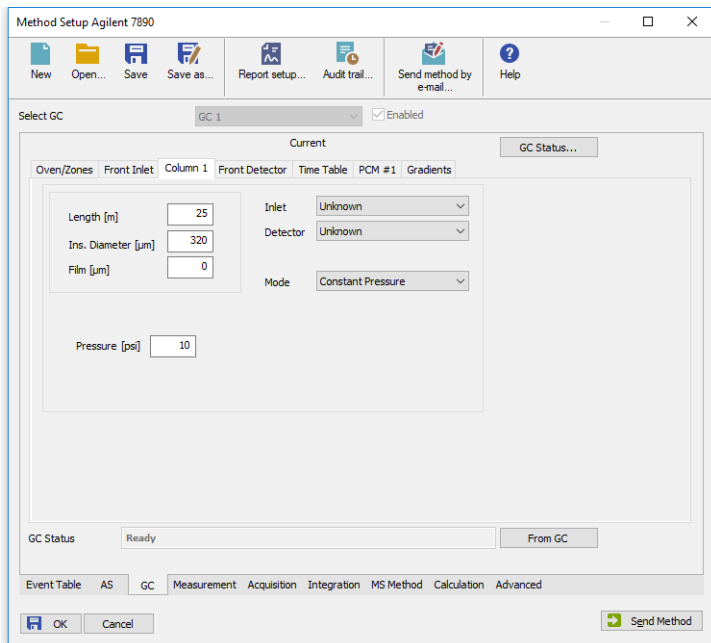 Method Setup Agilent 7890
New Open... Save Save as... Report setup... Audit trail... Send method by e-mail... Help
Select GC GC 1 Enabled
Current GC Status...
Oven/Zones Front Inlet Column 1 Front Detector Time Table PCM #1 Gradients
Length [m] 25 Inlet Unknown
Ins. Diameter [µm] 320 Detector Unknown
Film [µm] 0
Mode Constant Pressure
Pressure [psi] 10
GC Status Ready From GC
Event Table AS GC Measurement Acquisition Integration MS Method Calculation Advanced
OK Cancel Send Method